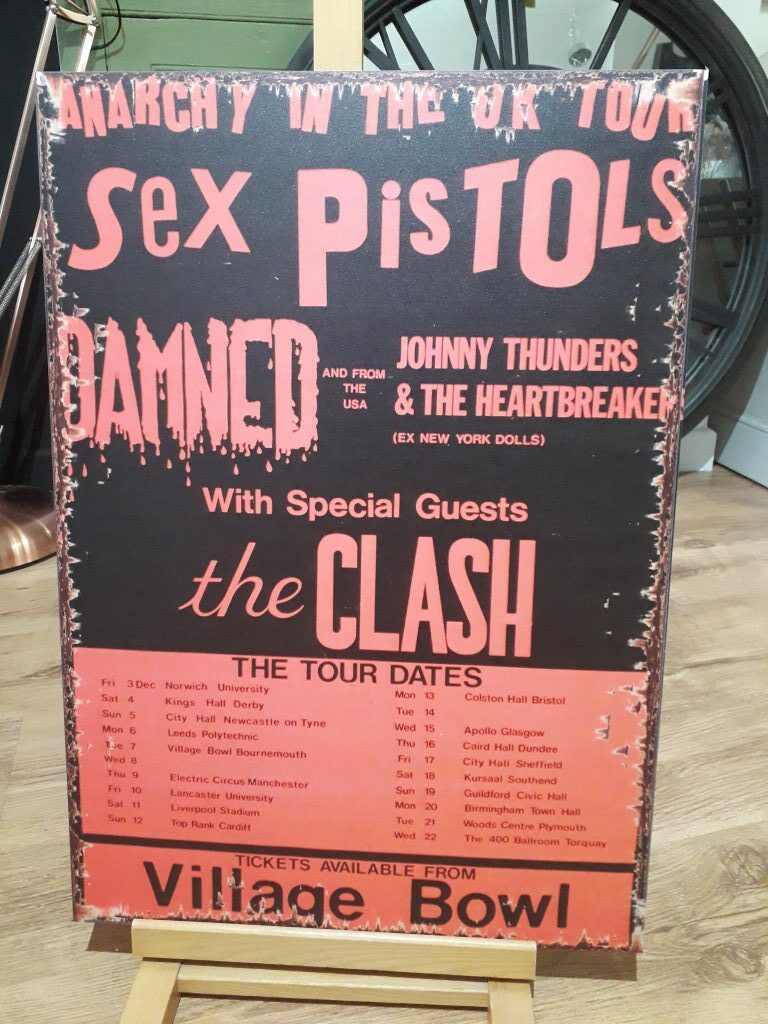 ANARCHY IN THE UK TOUR
SEX PISTOLS
DAMNED
AND FROM THE USA
JOHNNY THUNDERS
& THE HEARTBREAKER
(EX NEW YORK DOLLS)
With Special Guests
the CLASH
THE TOUR DATES
Fri 3 Dec Norwich University
Sat 4 Kings Hall Derby
Sun 5 City Hall Newcastle on Tyne
Mon 6 Leeds Polytechnic
Tue 7 Village Bowl Bournemouth
Wed 8
Thu 9 Electric Circus Manchester
Fri 10 Lancaster University
Sat 11 Liverpool Stadium
Sun 12 Top Rank Cardiff
Mon 13 Colston Hall Bristol
Tue 14
Wed 15 Apollo Glasgow
Thu 16 Caird Hall Dundee
Fri 17 City Hall Sheffield
Sat 18 Kursaal Southend
Sun 19 Guildford Civic Hall
Mon 20 Birmingham Town Hall
Tue 21 Woods Centre Plymouth
Wed 22 The 400 Ballroom Torquay
TICKETS AVAILABLE FROM
Village Bowl